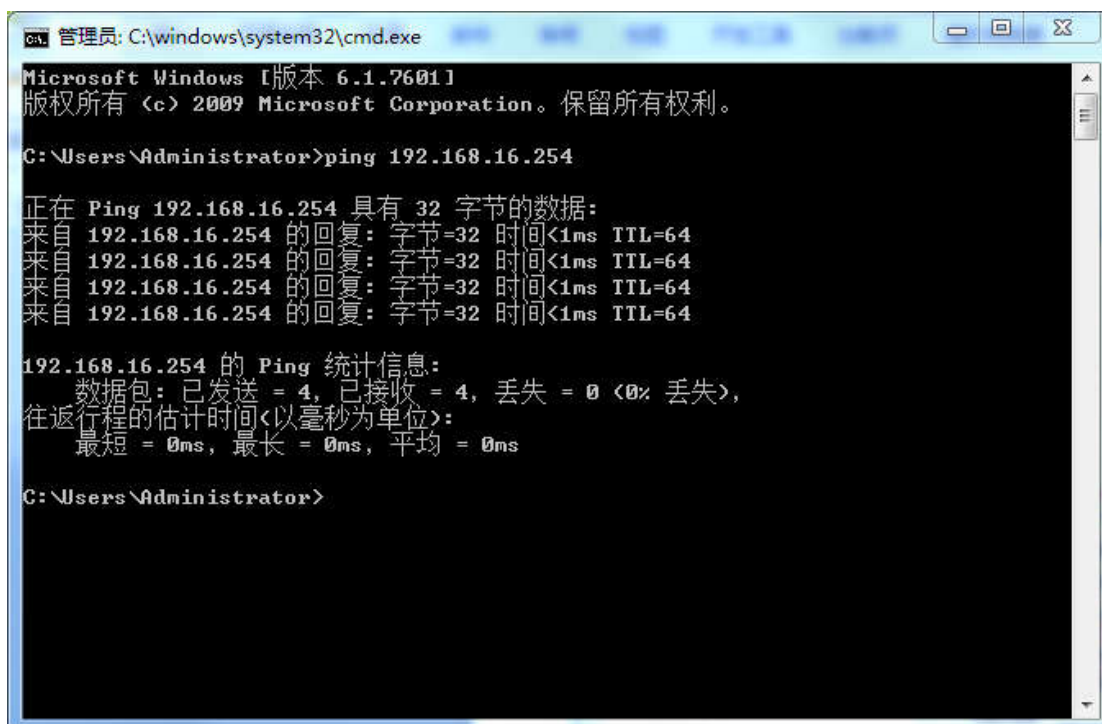 管理员: C:\windows\system32\cmd.exe
Microsoft Windows [版本 6.1.7601]
版权所有 (c) 2009 Microsoft Corporation。保留所有权利。
C:\Users\Administrator>ping 192.168.16.254
正在 Ping 192.168.16.254 具有 32 字节的数据:
来自 192.168.16.254 的回复: 字节=32 时间<1ms TTL=64
来自 192.168.16.254 的回复: 字节=32 时间<1ms TTL=64
来自 192.168.16.254 的回复: 字节=32 时间<1ms TTL=64
来自 192.168.16.254 的回复: 字节=32 时间<1ms TTL=64
192.168.16.254 的 Ping 统计信息:
数据包: 已发送 = 4, 已接收 = 4, 丢失 = 0 (0% 丢失),
往返行程的估计时间(以毫秒为单位):
最短 = 0ms, 最长 = 0ms, 平均 = 0ms
C:\Users\Administrator>